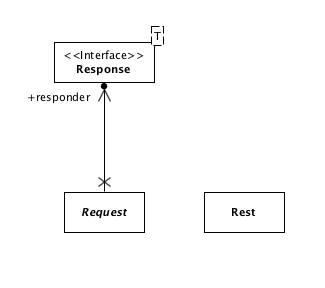 T
<<Interface>>
Response
+responder
Request
Rest